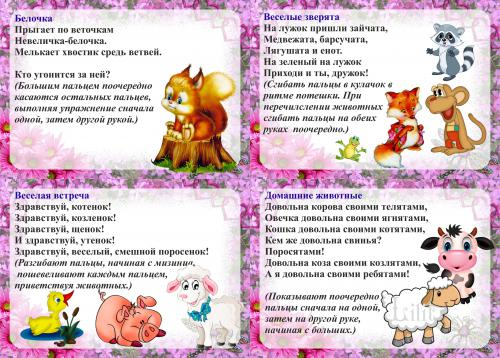 Белочка
Прыгает по веточкам
Невеличка-белочка.
Мелькает хвостик средь ветвей.
Кто угонится за ней?
(Большим пальцем поочередно
касаются остальных пальцев,
выполняя упражнение сначала
одной, затем другой рукой.)
Веселые зверята
На лужок пришли зайчата,
Медвежата, барсучата,
Лягушата и енот.
На зеленый на лужок
Приходи и ты, дружок!
(Сгибать пальцы в кулачок в
ритме потешки. При
перечислении животных
сгибать пальцы на обеих
руках поочередно.)
Веселая встреча
Здравствуй, котенок!
Здравствуй, козленок!
Здравствуй, щенок!
И здравствуй, утенок!
Здравствуй, веселый, смешной поросенок!
(Разгибают пальцы, начиная с мизинца,
пошевеливают каждым пальцем,
приветствуя животных.)
Домашние животные
Довольна корова своими телятами,
Овечка довольна своими ягнятами,
Кошка довольна своими котятами,
Кем же довольна свинья?
Поросятами!
Довольна коза своими козлятами,
А я довольна своими ребятами!
(Показывают поочередно
пальцы сначала на одной,
затем на другой руке,
начиная с больших.)